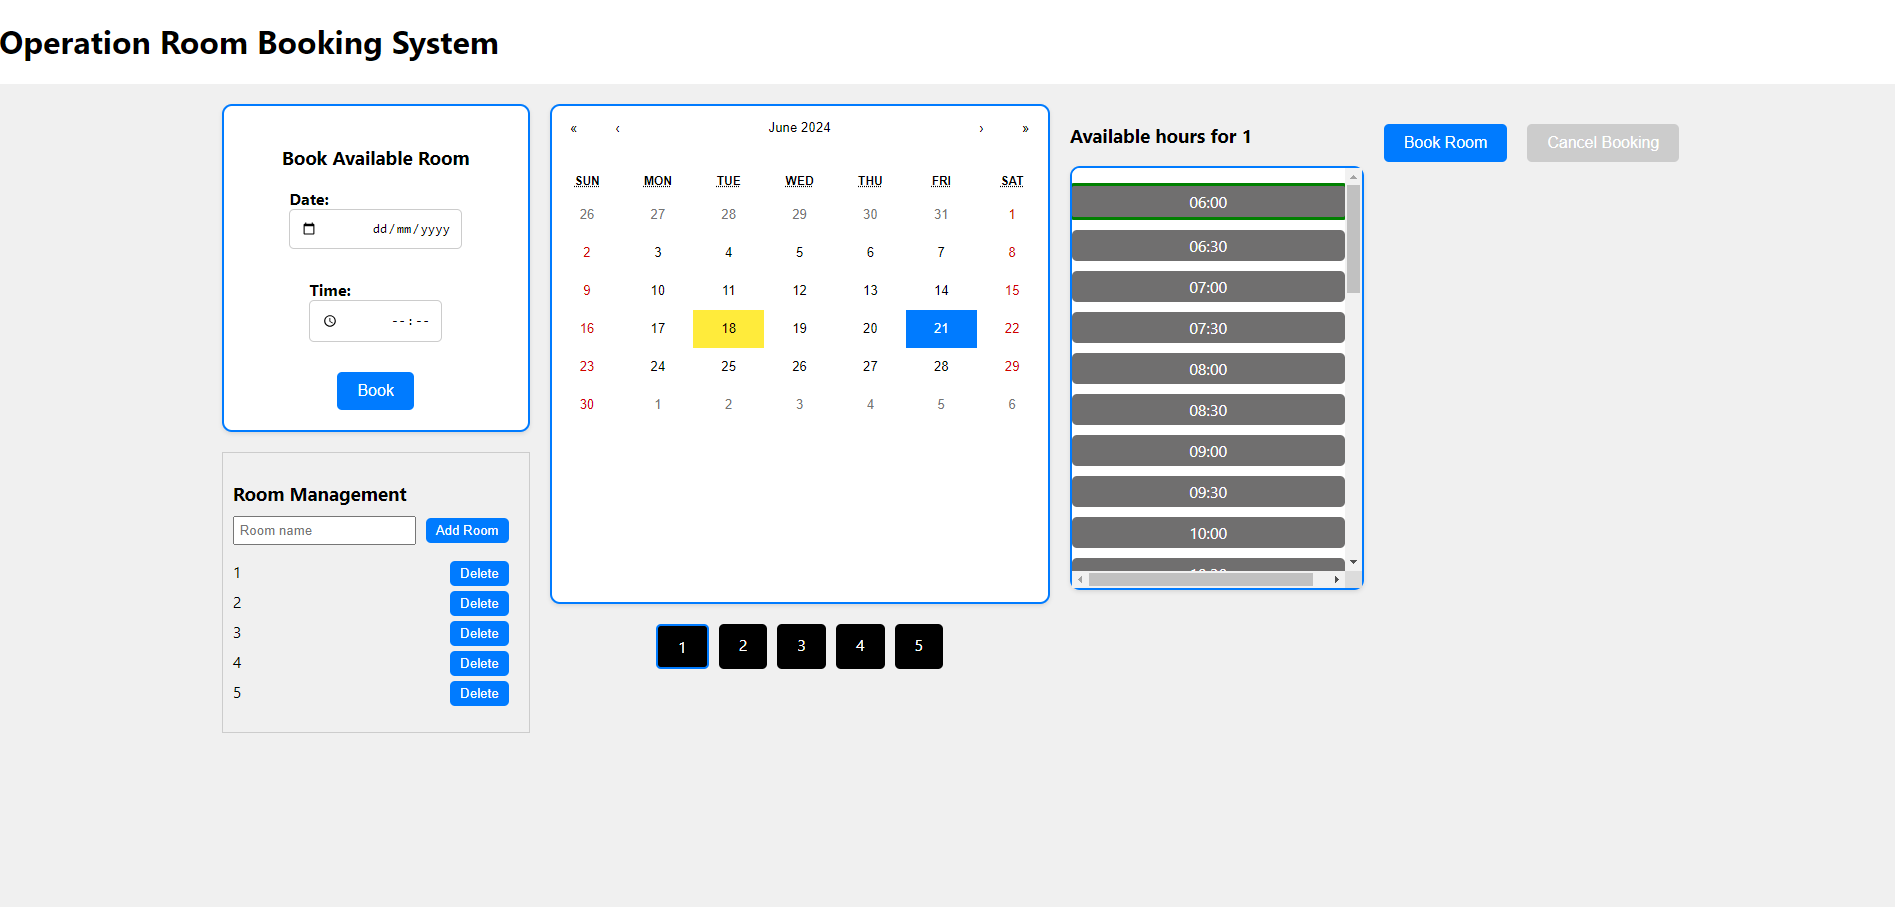 Operation Room Booking System
Book Available Room
Date:
dd/mm/yyyy
Time:
--:--
Book
Room Management
Room name Add Room
1 Delete
2 Delete
3 Delete
4 Delete
5 Delete
« ‹ June 2024 › »
SUN MON TUE WED THU FRI SAT
26 27 28 29 30 31 1
2 3 4 5 6 7 8
9 10 11 12 13 14 15
16 17 18 19 20 21 22
23 24 25 26 27 28 29
30 1 2 3 4 5 6
1 2 3 4 5
Available hours for 1
06:00
06:30
07:00
07:30
08:00
08:30
09:00
09:30
10:00
Book Room Cancel Booking